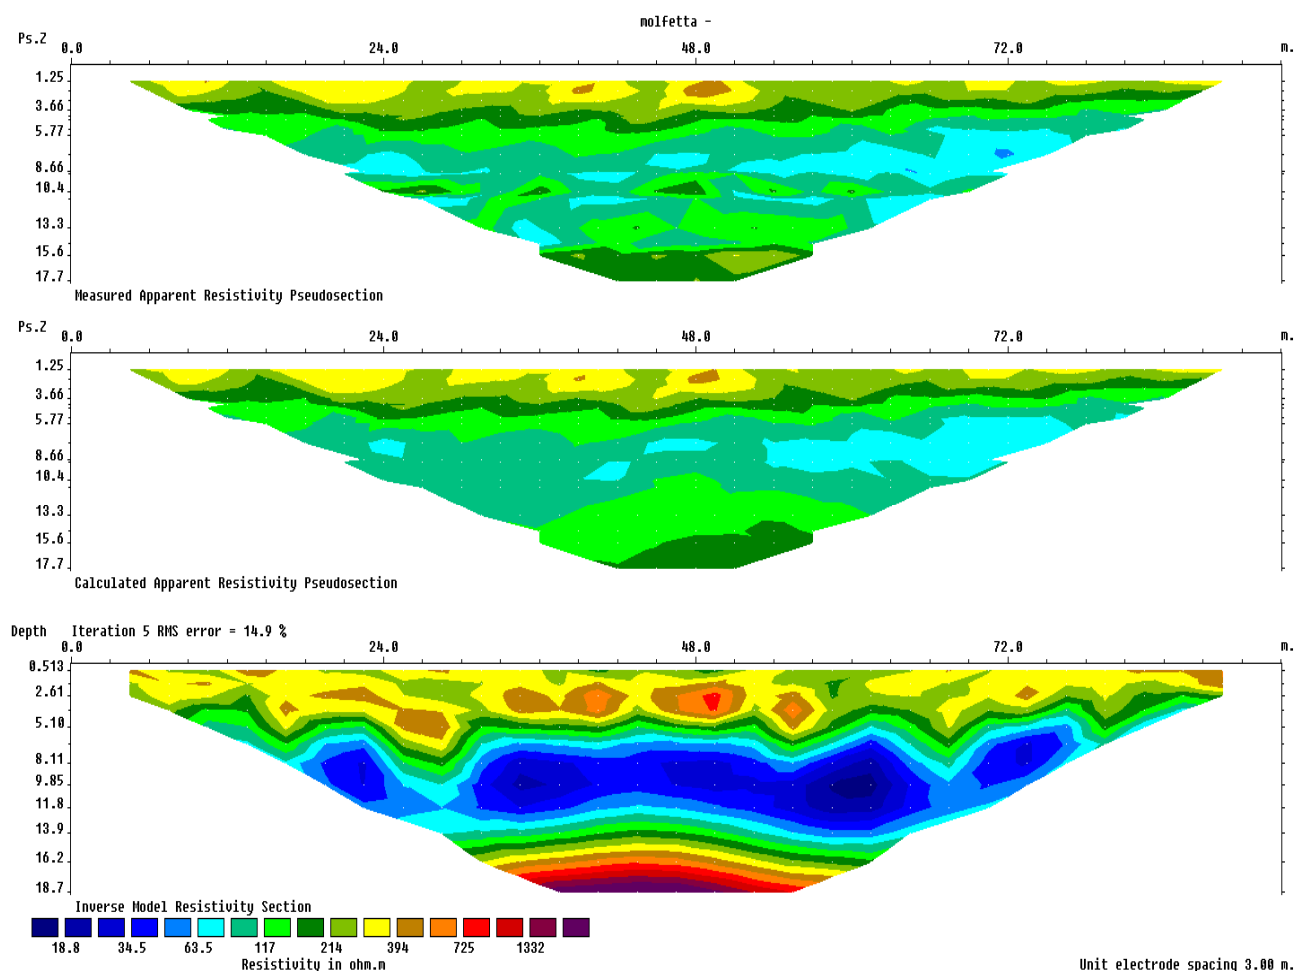 molfetta -
Ps.Z 0.0 24.0 48.0 72.0 m.
1.25
3.66
5.77
8.66
10.4
13.3
15.6
17.7
Measured Apparent Resistivity Pseudosection
Ps.Z 0.0 24.0 48.0 72.0 m.
1.25
3.66
5.77
8.66
10.4
13.3
15.6
17.7
Calculated Apparent Resistivity Pseudosection
Depth Iteration 5 RMS error = 14.9 %
0.0 24.0 48.0 72.0 m.
0.513
2.61
5.10
8.11
9.85
11.8
13.9
16.2
18.7
Inverse Model Resistivity Section
18.8 34.5 63.5 117 214 394 725 1332
Resistivity in ohm.m Unit electrode spacing 3.00 m.